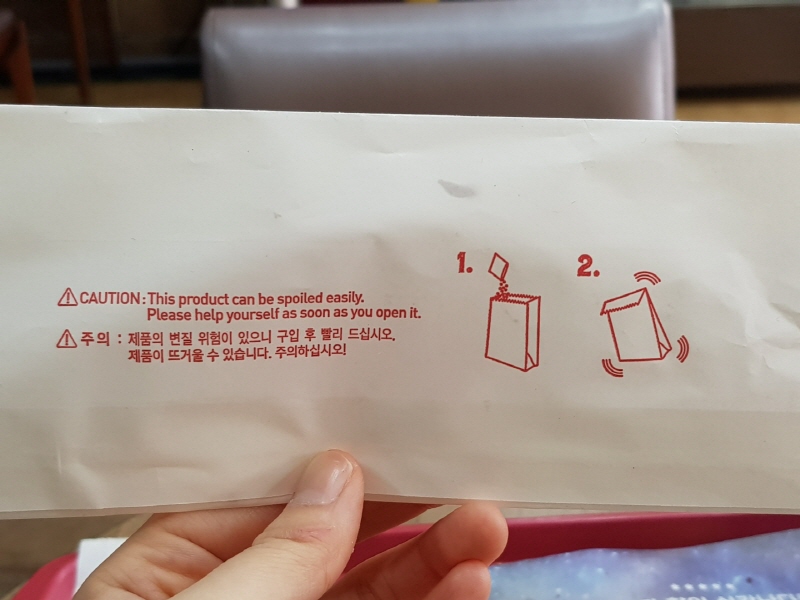 ⚠CAUTION: This product can be spoiled easily.
Please help yourself as soon as you open it.
⚠주의 : 제품의 변질 위험이 있으니 구입 후 빨리 드십시오.
제품이 뜨거울 수 있습니다. 주의하십시오!
1.
2.